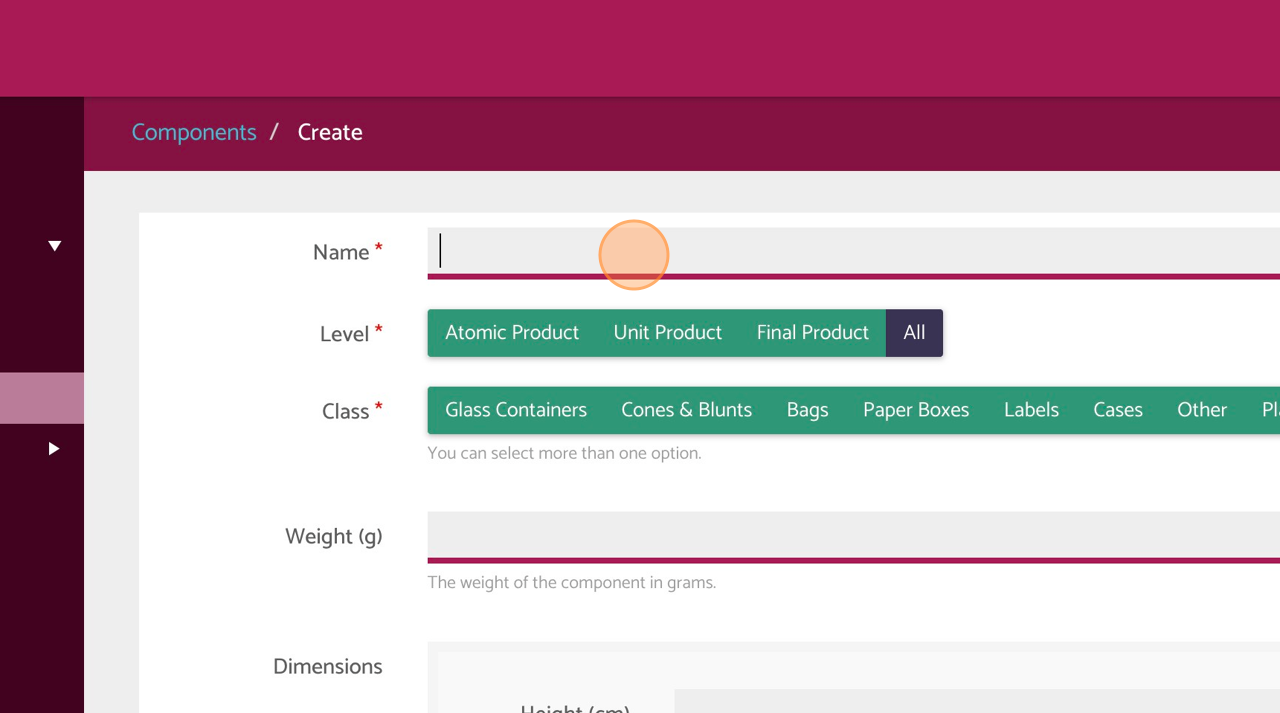 Components / Create
Name *
Level * Atomic Product Unit Product Final Product All
Class * Glass Containers Cones & Blunts Bags Paper Boxes Labels Cases Other
You can select more than one option.
Weight (g)
The weight of the component in grams.
Dimensions
Height (cm)